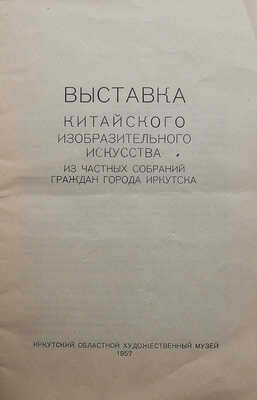 ВЫСТАВКА
КИТАЙСКОГО
ИЗОБРАЗИТЕЛЬНОГО
ИСКУССТВА
ИЗ ЧАСТНЫХ СОБРАНИЙ
ГРАЖДАН ГОРОДА ИРКУТСКА
ИРКУТСКИЙ ОБЛАСТНОЙ ХУДОЖЕСТВЕННЫЙ МУЗЕЙ
1957